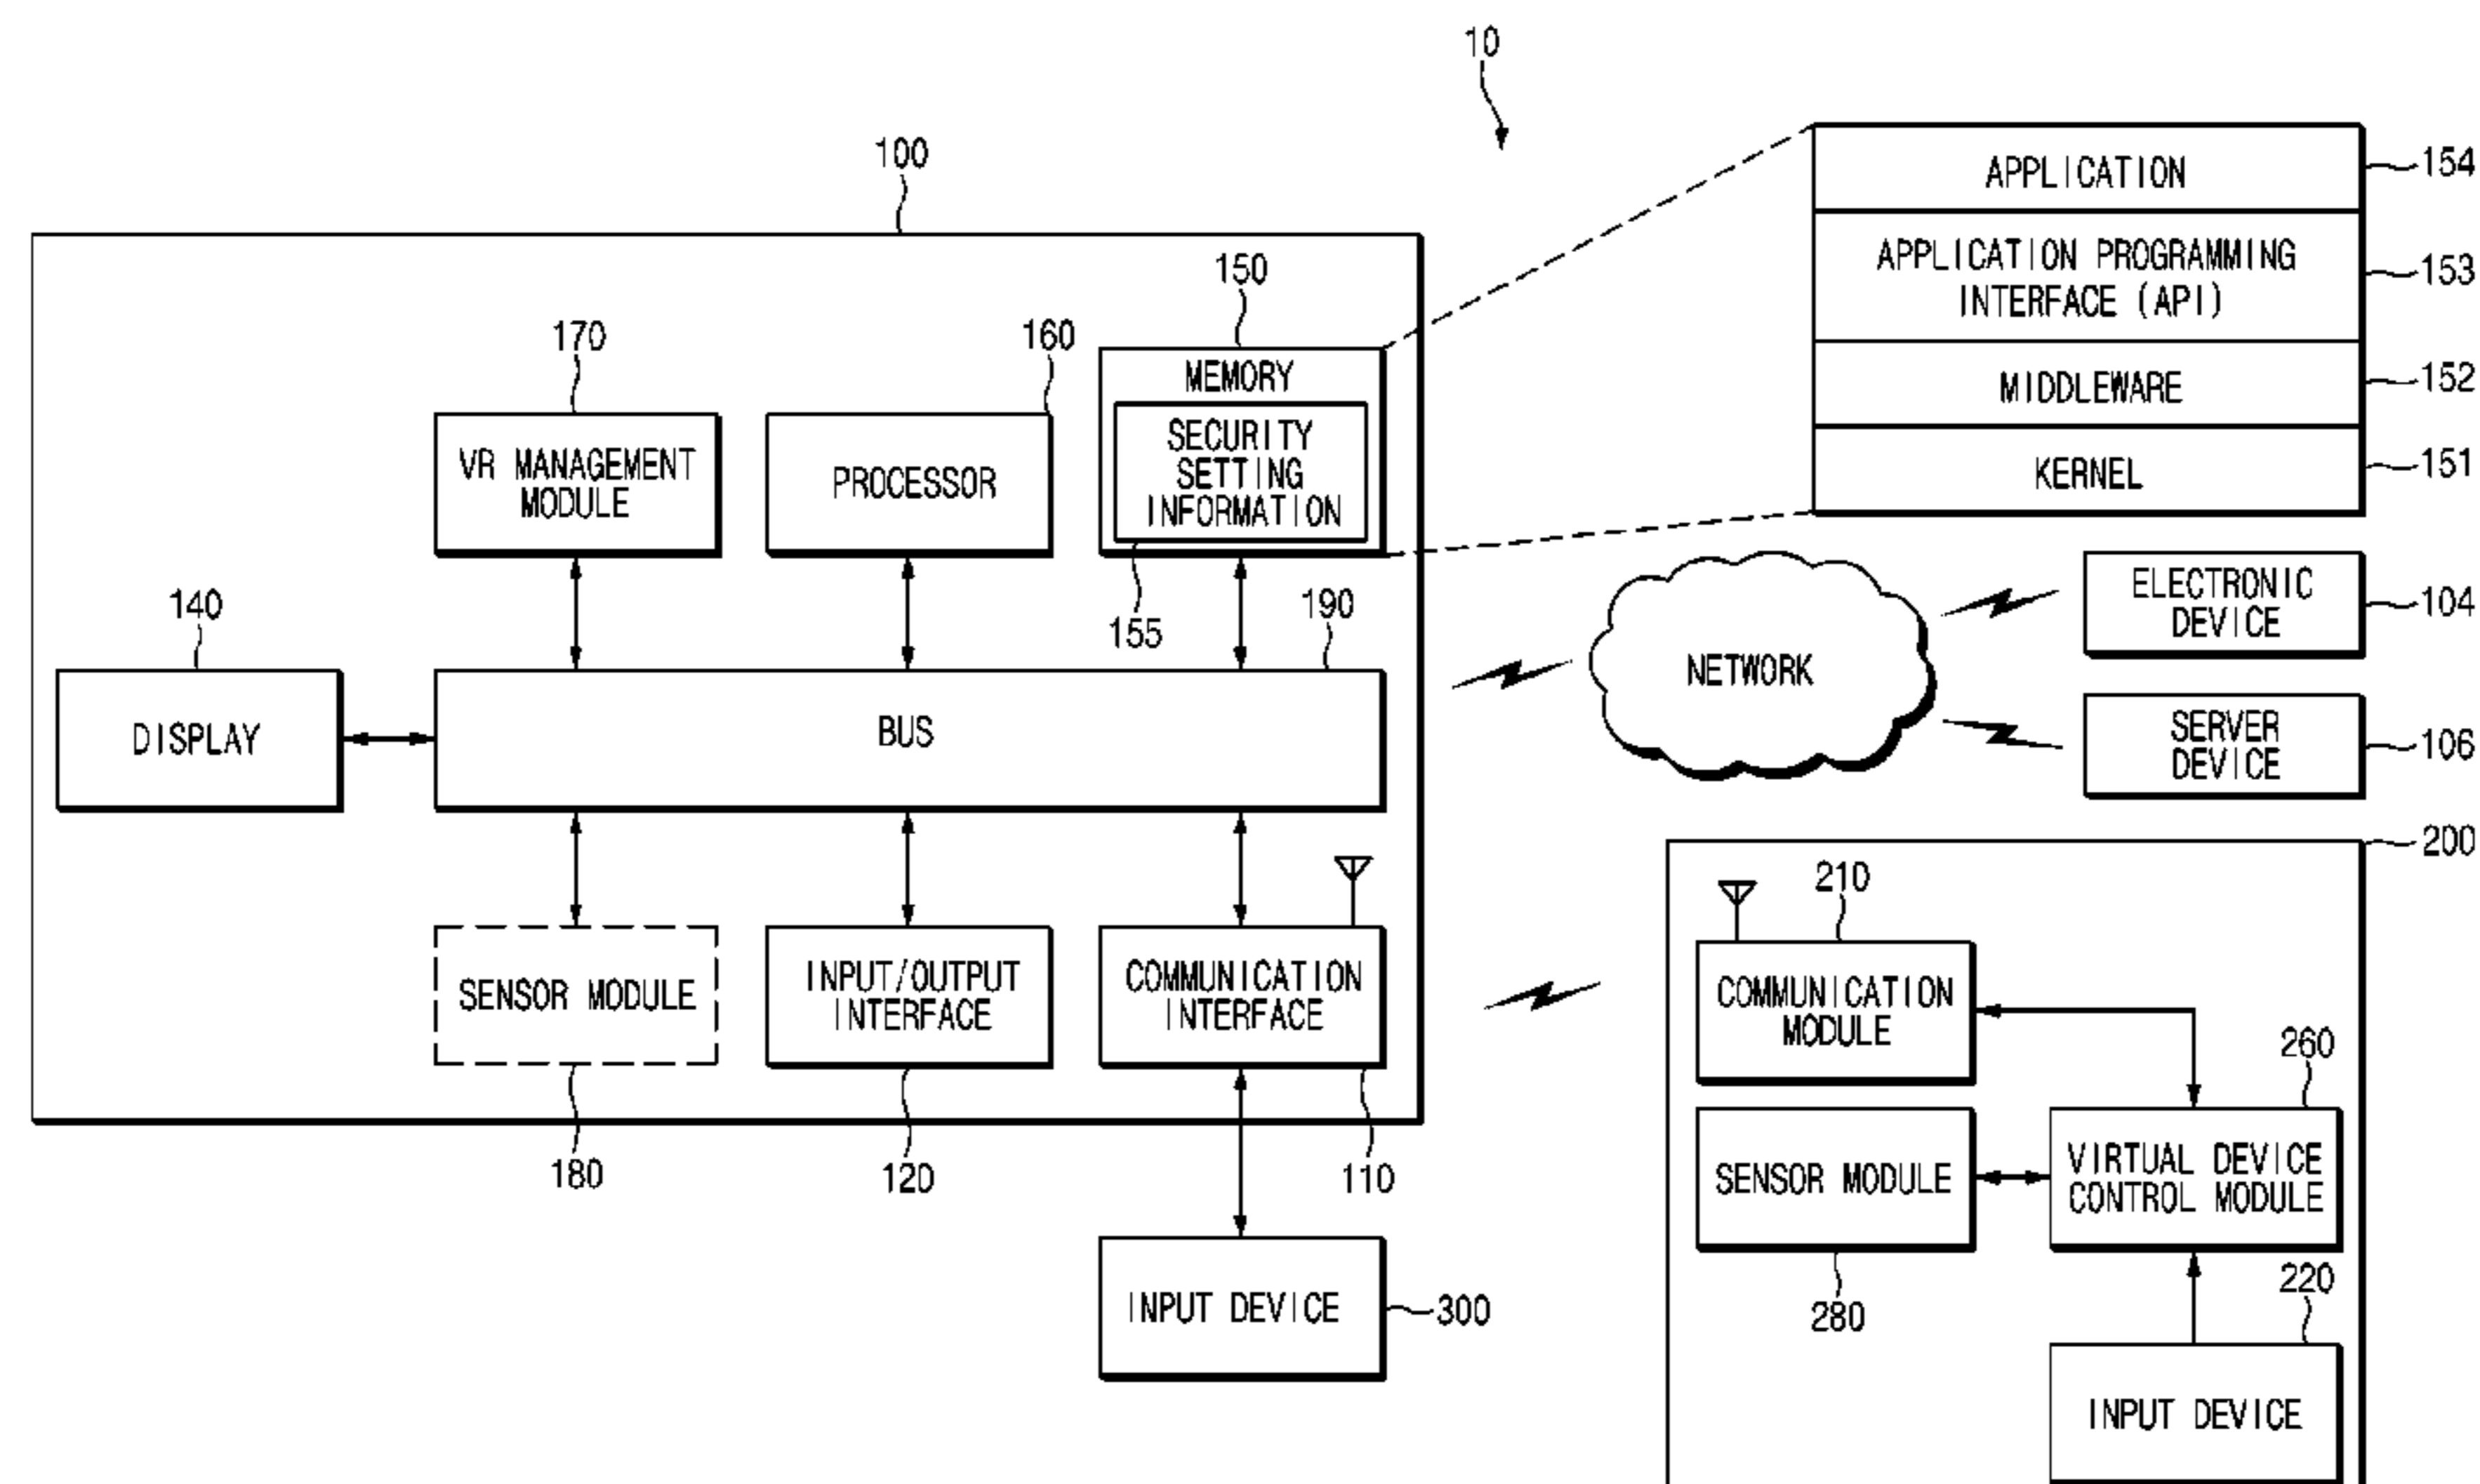 10
100
154
APPLICATION
150
APPLICATION PROGRAMMING
INTERFACE (API)
153
170
160
MEMORY
MIDDLEWARE
152
VR MANAGEMENT
MODULE
PROCESSOR
SECURITY
SETTING
INFORMATION
KERNEL
151
140
155
190
ELECTRONIC
DEVICE
104
DISPLAY
BUS
NETWORK
SERVER
DEVICE
106
200
210
SENSOR MODULE
INPUT/OUTPUT
INTERFACE
COMMUNICATION
INTERFACE
COMMUNICATION
MODULE
260
180
120
110
SENSOR MODULE
VIRTUAL DEVICE
CONTROL MODULE
280
220
INPUT DEVICE
300
INPUT DEVICE